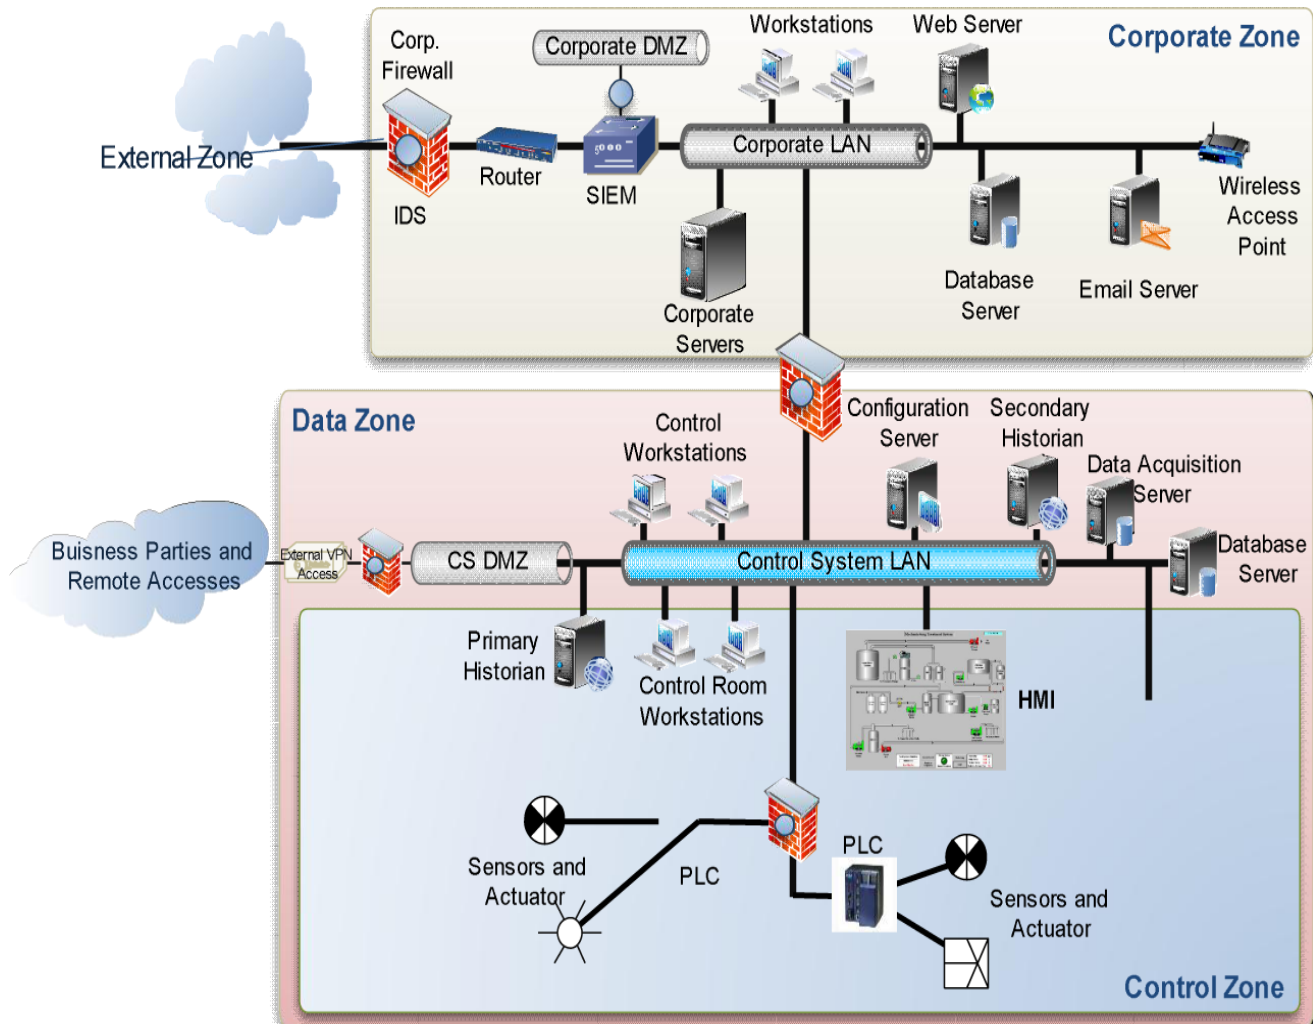 Corporate Zone
Corp.
Firewall
Corporate DMZ
Workstations
Web Server
External Zone
Corporate LAN
Router
SIEM
IDS
Wireless
Access
Point
Database
Server
Email Server
Corporate
Servers
Data Zone
Control
Workstations
Configuration
Server
Secondary
Historian
Data Acquisition
Server
Buisness Parties and
Remote Accesses
External VPN
Access
CS DMZ
Control System LAN
Database
Server
Primary
Historian
Control Room
Workstations
HMI
Sensors and
Actuator
PLC
PLC
Sensors and
Actuator
Control Zone